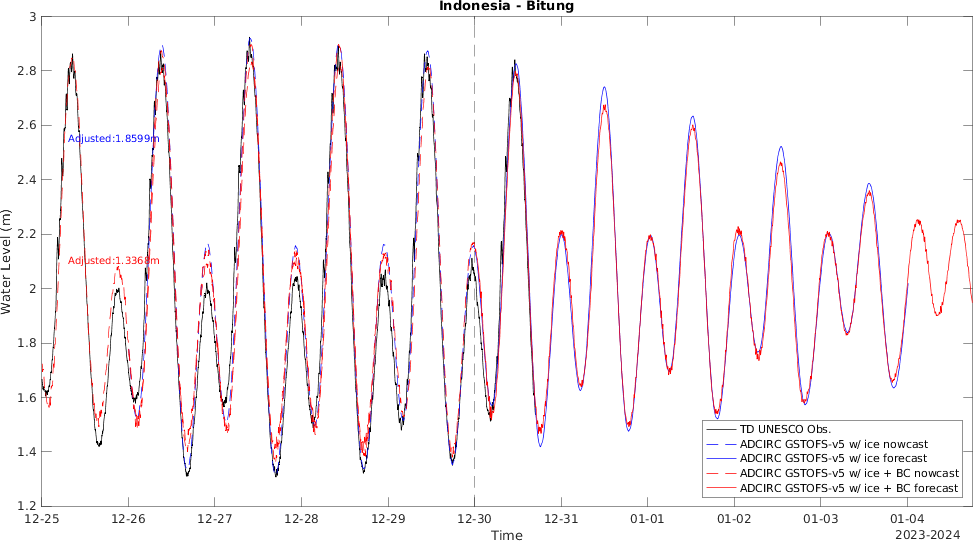 Indonesia - Bitung
3
2.8
2.6
2.4
2.2
2
1.8
1.6
1.4
1.2
Water Level (m)
Adjusted:1.8599m
Adjusted:1.3368m
TD UNESCO Obs.
ADCIRC GSTOFS-v5 w/ ice nowcast
ADCIRC GSTOFS-v5 w/ ice forecast
ADCIRC GSTOFS-v5 w/ ice + BC nowcast
ADCIRC GSTOFS-v5 w/ ice + BC forecast
12-25 12-26 12-27 12-28 12-29 12-30 12-31 01-01 01-02 01-03 01-04
Time
2023-2024